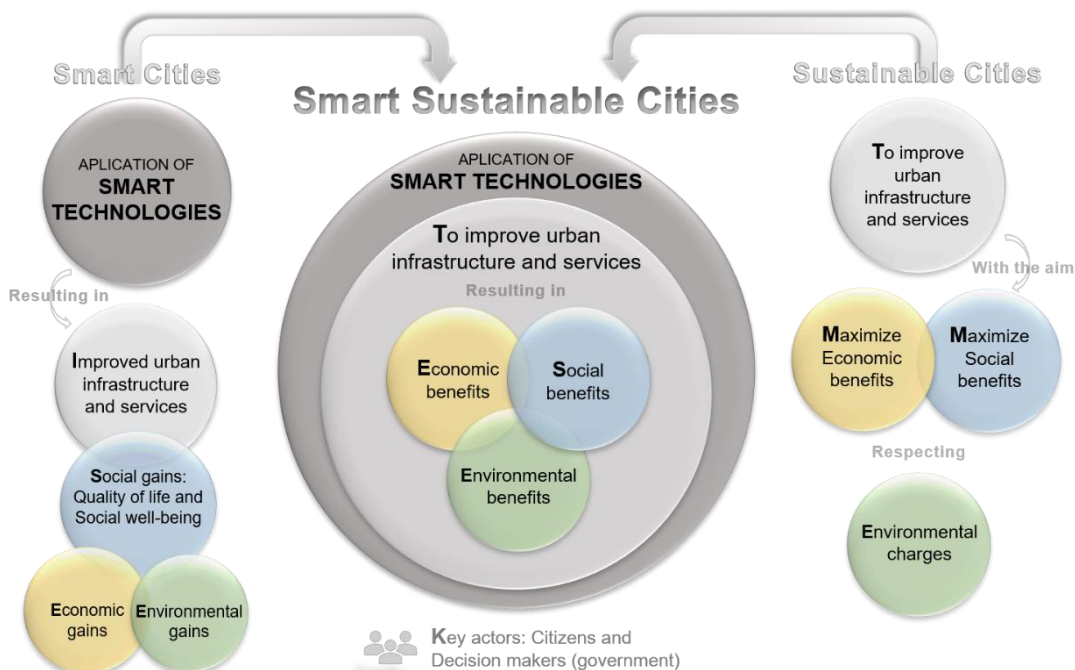 Smart Cities
APLICATION OF
SMART
TECHNOLOGIES
Resulting in
Improved urban
infrastructure
and services
Social gains:
Quality of life and
Social well-being
Economic
gains
Environmental
gains
Smart Sustainable Cities
APLICATION OF
SMART TECHNOLOGIES
To improve urban
infrastructure and services
Resulting in
Economic
benefits
Social
benefits
Environmental
benefits
Key actors: Citizens and
Decision makers (government)
Sustainable Cities
To improve
urban
infrastructure
and services
With the aim
Maximize
Economic
benefits
Maximize
Social
benefits
Respecting
Environmental
charges